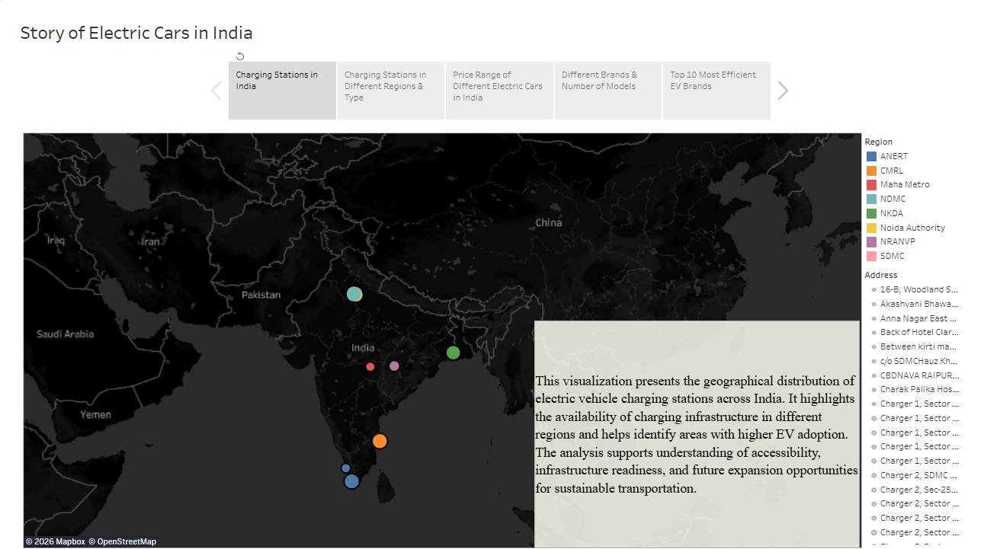 Story of Electric Cars in India
Charging Stations in
India
Charging Stations in
Different Regions &
Type
Price Range of
Different Electric Cars
in India
Different Brands &
Number of Models
Top 10 Most Efficient
EV Brands
Iraq
Iran
Pakistan
China
Saudi Arabia
India
Yemen
This visualization presents the geographical distribution of
electric vehicle charging stations across India. It highlights
the availability of charging infrastructure in different
regions and helps identify areas with higher EV adoption.
The analysis supports understanding of accessibility,
infrastructure readiness, and future expansion opportunities
for sustainable transportation.
© 2026 Mapbox © OpenStreetMap
Region
ANERT
CMRL
Maha Metro
NDMC
NKDA
Noida Authority
NRANVP
SDMC
Address
16-B, Woodland S...
Akashvani Bhawa...
Anna Nagar East ...
Back of Hotel Clar...
Between kirti ma...
c/o SDMCHauz Kh...
CBDNAVA RAIPUR...
Charak Palika Hos...
Charger 1, Sector ...
Charger 1, Sector ...
Charger 1, Sector ...
Charger 1, Sector ...
Charger 1, Sector ...
Charger 2, SDMC ...
Charger 2, Sec-25...
Charger 2, Sector ...
Charger 2, Sector ...
Charger 2, Sector ...